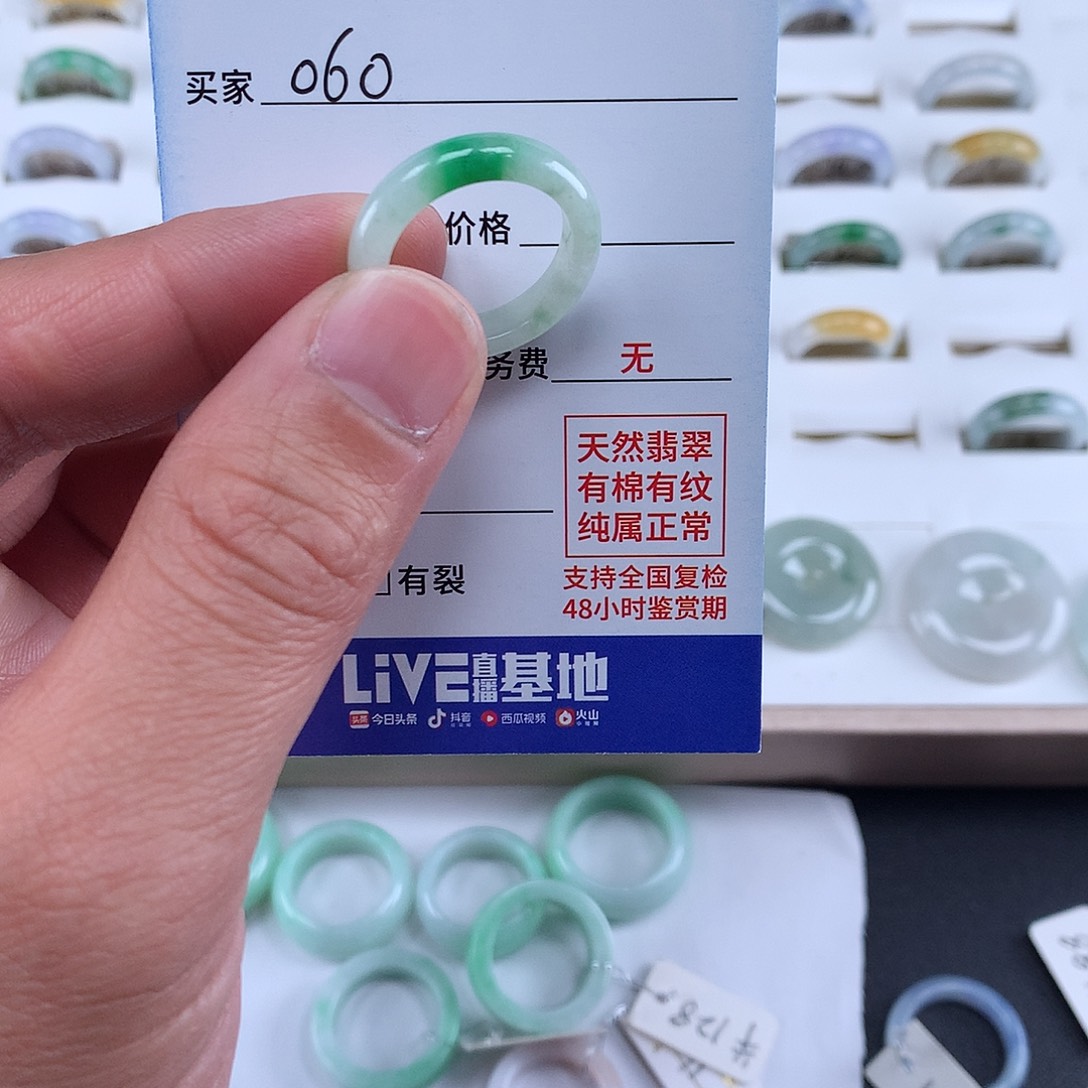 买家 060
价格
务费 无
天然翡翠
有棉有纹
纯属正常
□有裂
支持全国复检
48小时鉴赏期
LiVE直播基地
头条 今日头条 抖音 西瓜视频 火山